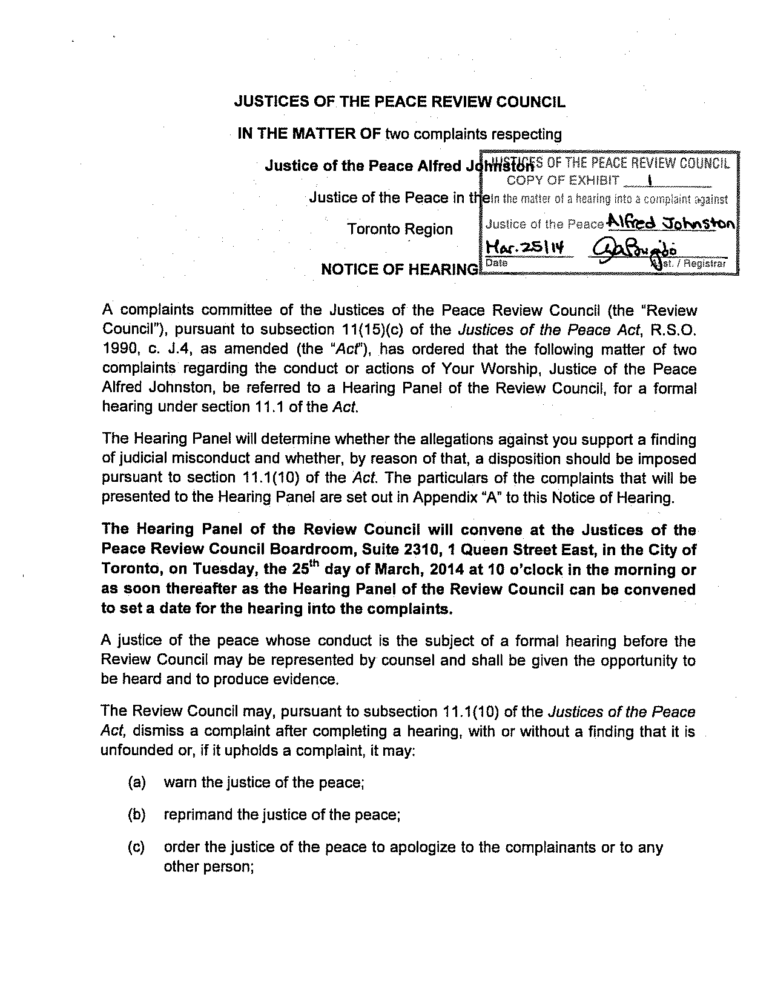 JUSTICES OF THE PEACE REVIEW COUNCIL
IN THE MATTER OF two complaints respecting
Justice of the Peace Alfred Johnston
Justice of the Peace in the
Toronto Region
NOTICE OF HEARING
JUSTICES OF THE PEACE REVIEW COUNCIL
COPY OF EXHIBIT 1
In the matter of a hearing into a complaint against
Justice of the Peace Alfred Johnston
Mar. 25/14
Date Asst. / Registrar
A complaints committee of the Justices of the Peace Review Council (the “Review
Council”), pursuant to subsection 11(15)(c) of the Justices of the Peace Act, R.S.O.
1990, c. J.4, as amended (the “Act”), has ordered that the following matter of two
complaints regarding the conduct or actions of Your Worship, Justice of the Peace
Alfred Johnston, be referred to a Hearing Panel of the Review Council, for a formal
hearing under section 11.1 of the Act.
The Hearing Panel will determine whether the allegations against you support a finding
of judicial misconduct and whether, by reason of that, a disposition should be imposed
pursuant to section 11.1(10) of the Act. The particulars of the complaints that will be
presented to the Hearing Panel are set out in Appendix “A” to this Notice of Hearing.
The Hearing Panel of the Review Council will convene at the Justices of the
Peace Review Council Boardroom, Suite 2310, 1 Queen Street East, in the City of
Toronto, on Tuesday, the 25th day of March, 2014 at 10 o’clock in the morning or
as soon thereafter as the Hearing Panel of the Review Council can be convened
to set a date for the hearing into the complaints.
A justice of the peace whose conduct is the subject of a formal hearing before the
Review Council may be represented by counsel and shall be given the opportunity to
be heard and to produce evidence.
The Review Council may, pursuant to subsection 11.1(10) of the Justices of the Peace
Act, dismiss a complaint after completing a hearing, with or without a finding that it is
unfounded or, if it upholds a complaint, it may:
(a) warn the justice of the peace;
(b) reprimand the justice of the peace;
(c) order the justice of the peace to apologize to the complainants or to any
other person;